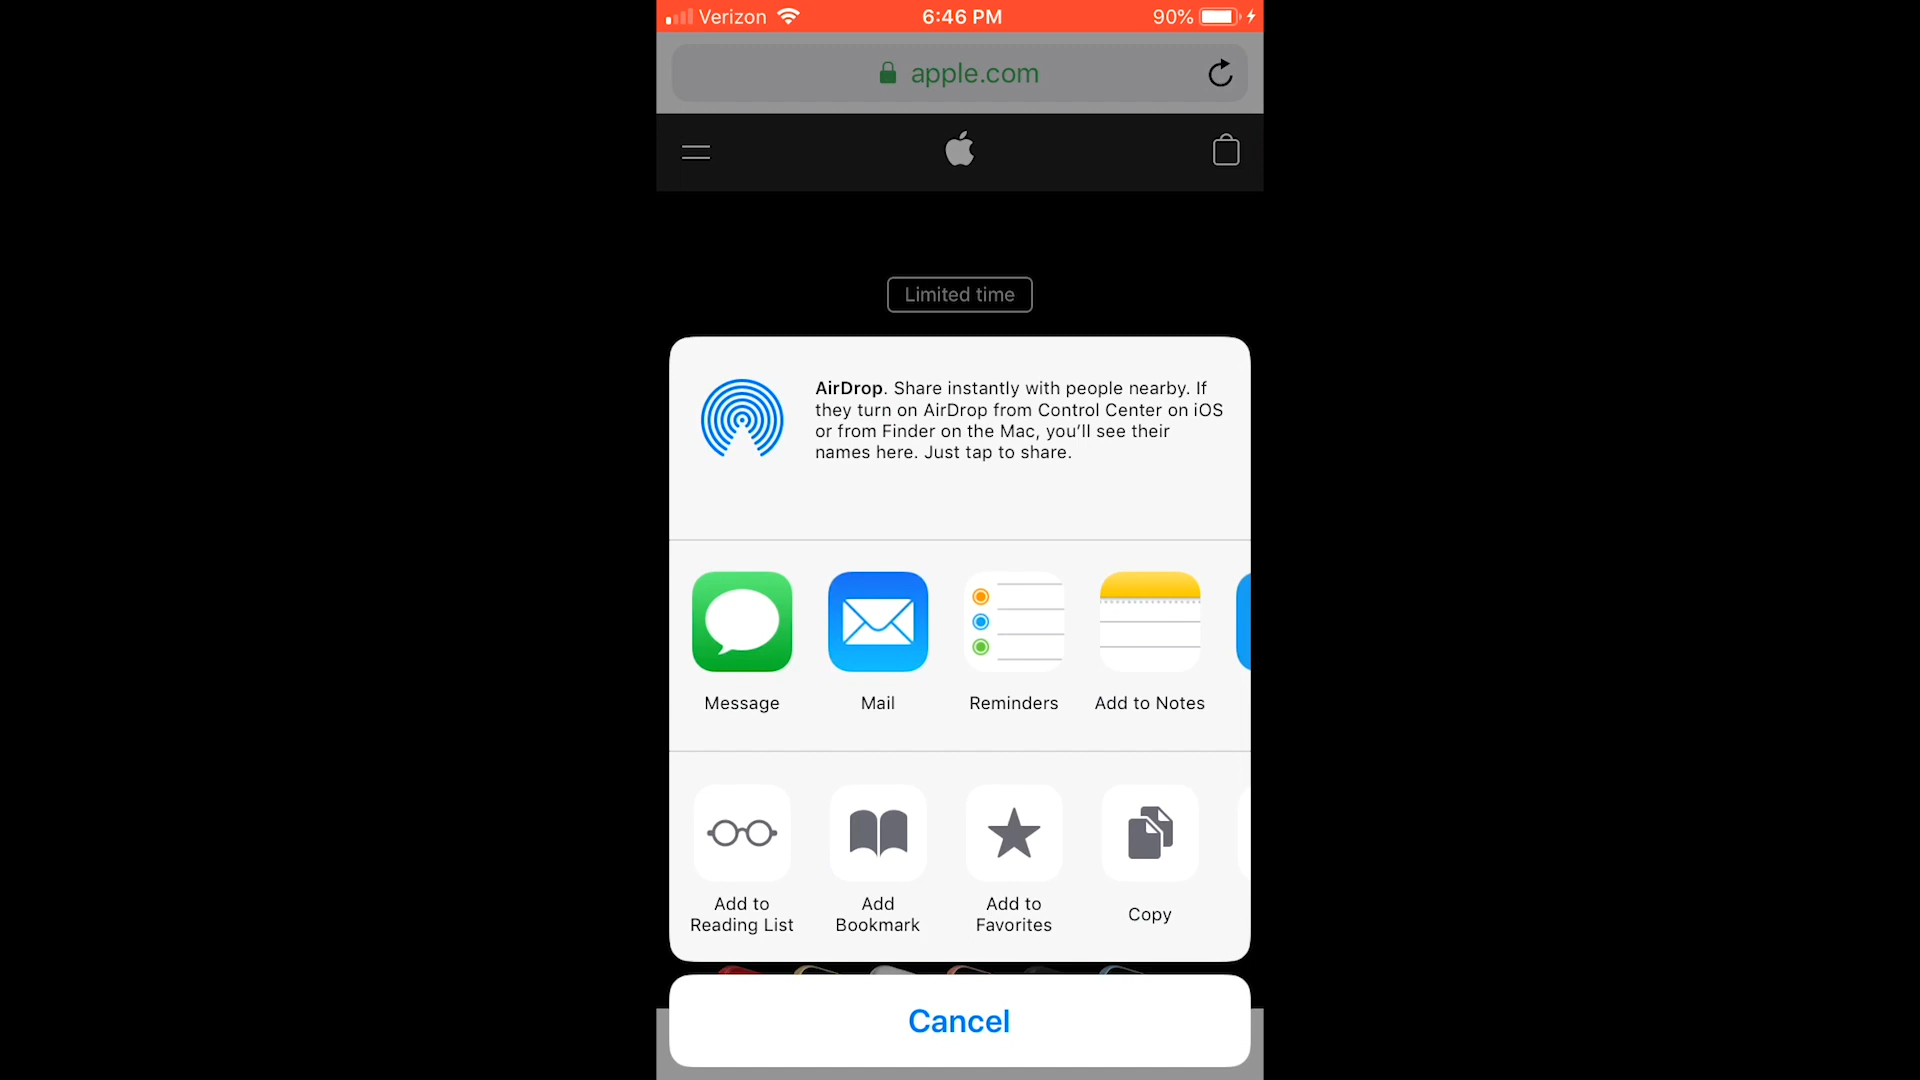 Verizon 6:46 PM 90%
apple.com
Limited time
AirDrop. Share instantly with people nearby. If
they turn on AirDrop from Control Center on iOS
or from Finder on the Mac, you’ll see their
names here. Just tap to share.
Message Mail Reminders Add to Notes
Add to Add Add to Copy
Reading List Bookmark Favorites
Cancel